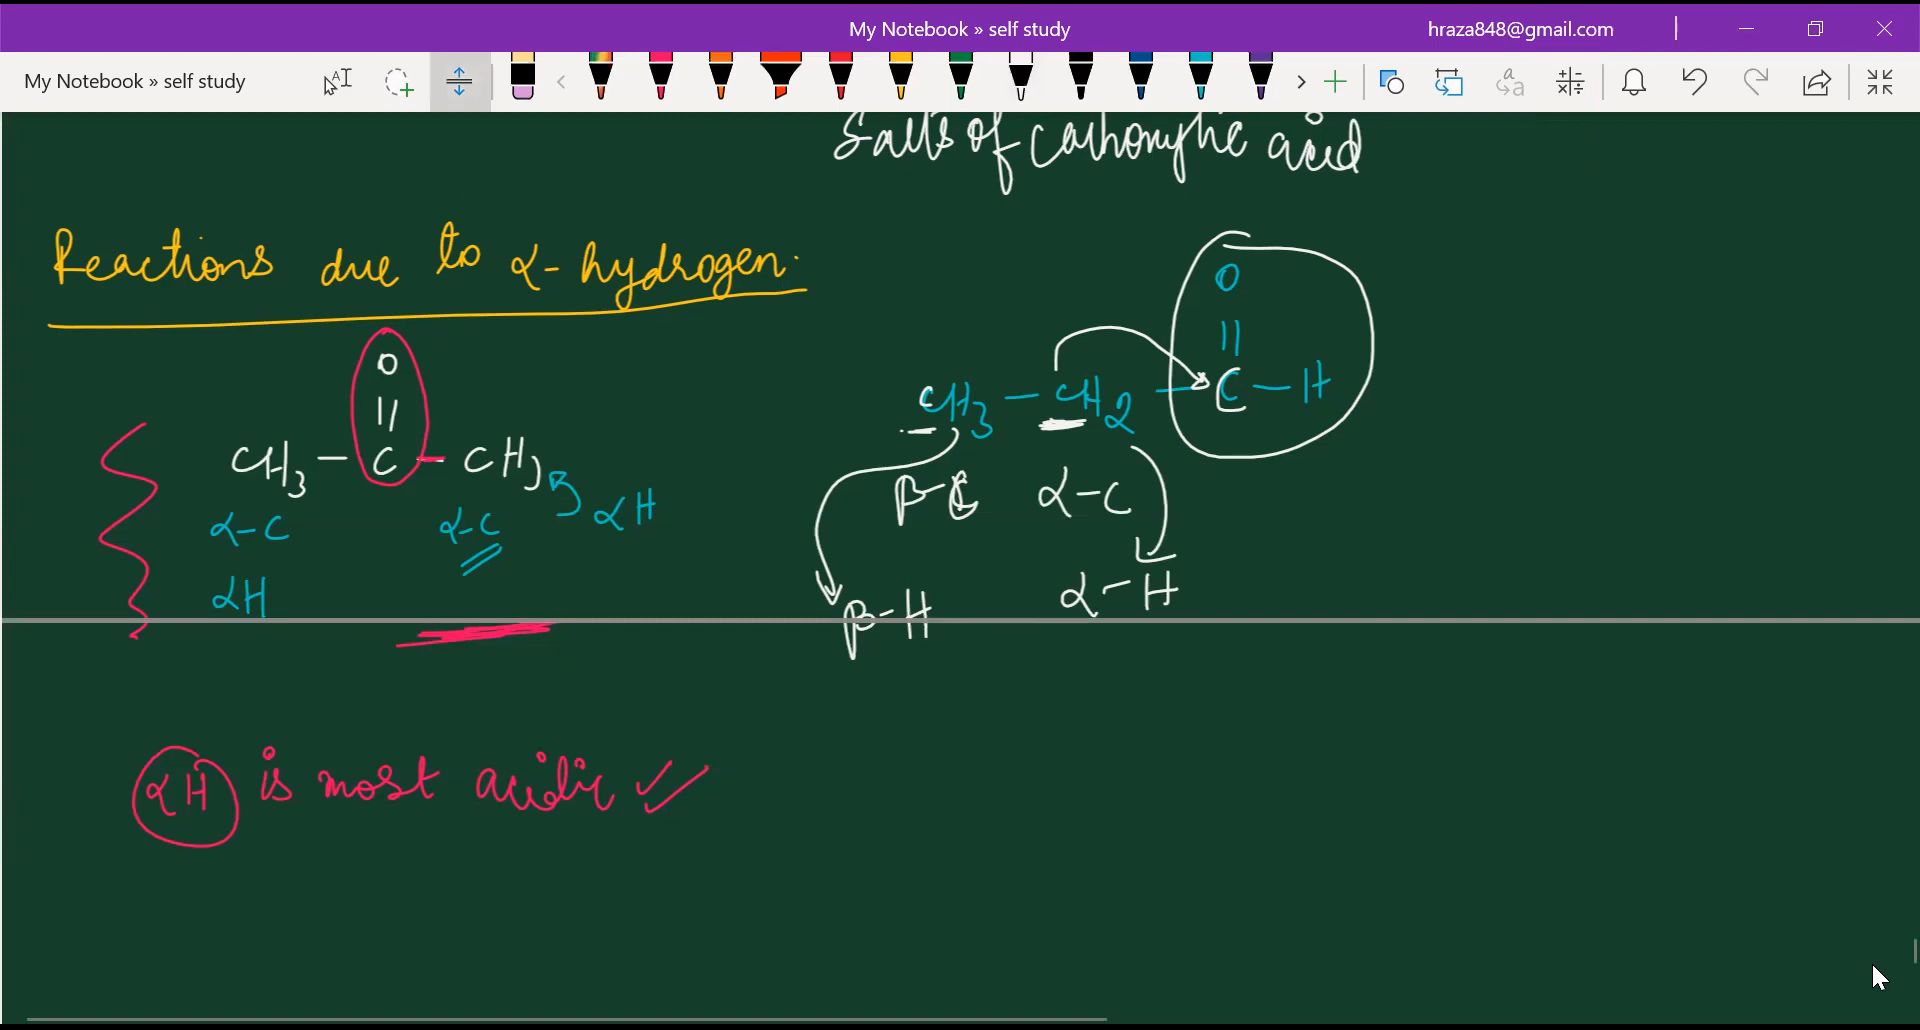 My Notebook » self study
hraza848@gmail.com
My Notebook » self study
Salts of carboxylic acid
Reactions due to α-hydrogen.
O
||
CH3 — C — CH3
α-C
α-C
αH
αH
O
||
CH3 — CH2 — C — H
β-C
α-C
β-H
α-H
αH is most acidic ✓